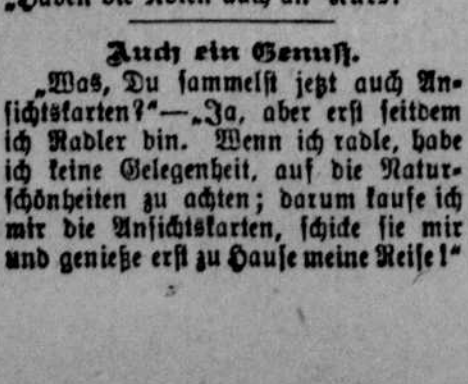 Auch ein Genuß.
„Was, Du sammelst jetzt auch An-
sichtskarten?“—„Ja, aber erst seitdem
ich Radler bin. Wenn ich radle, habe
ich keine Gelegenheit, auf die Natur-
schönheiten zu achten; darum kaufe ich
mir die Ansichtskarten, schicke sie mir
und genieße erst zu Hause meine Reise!“